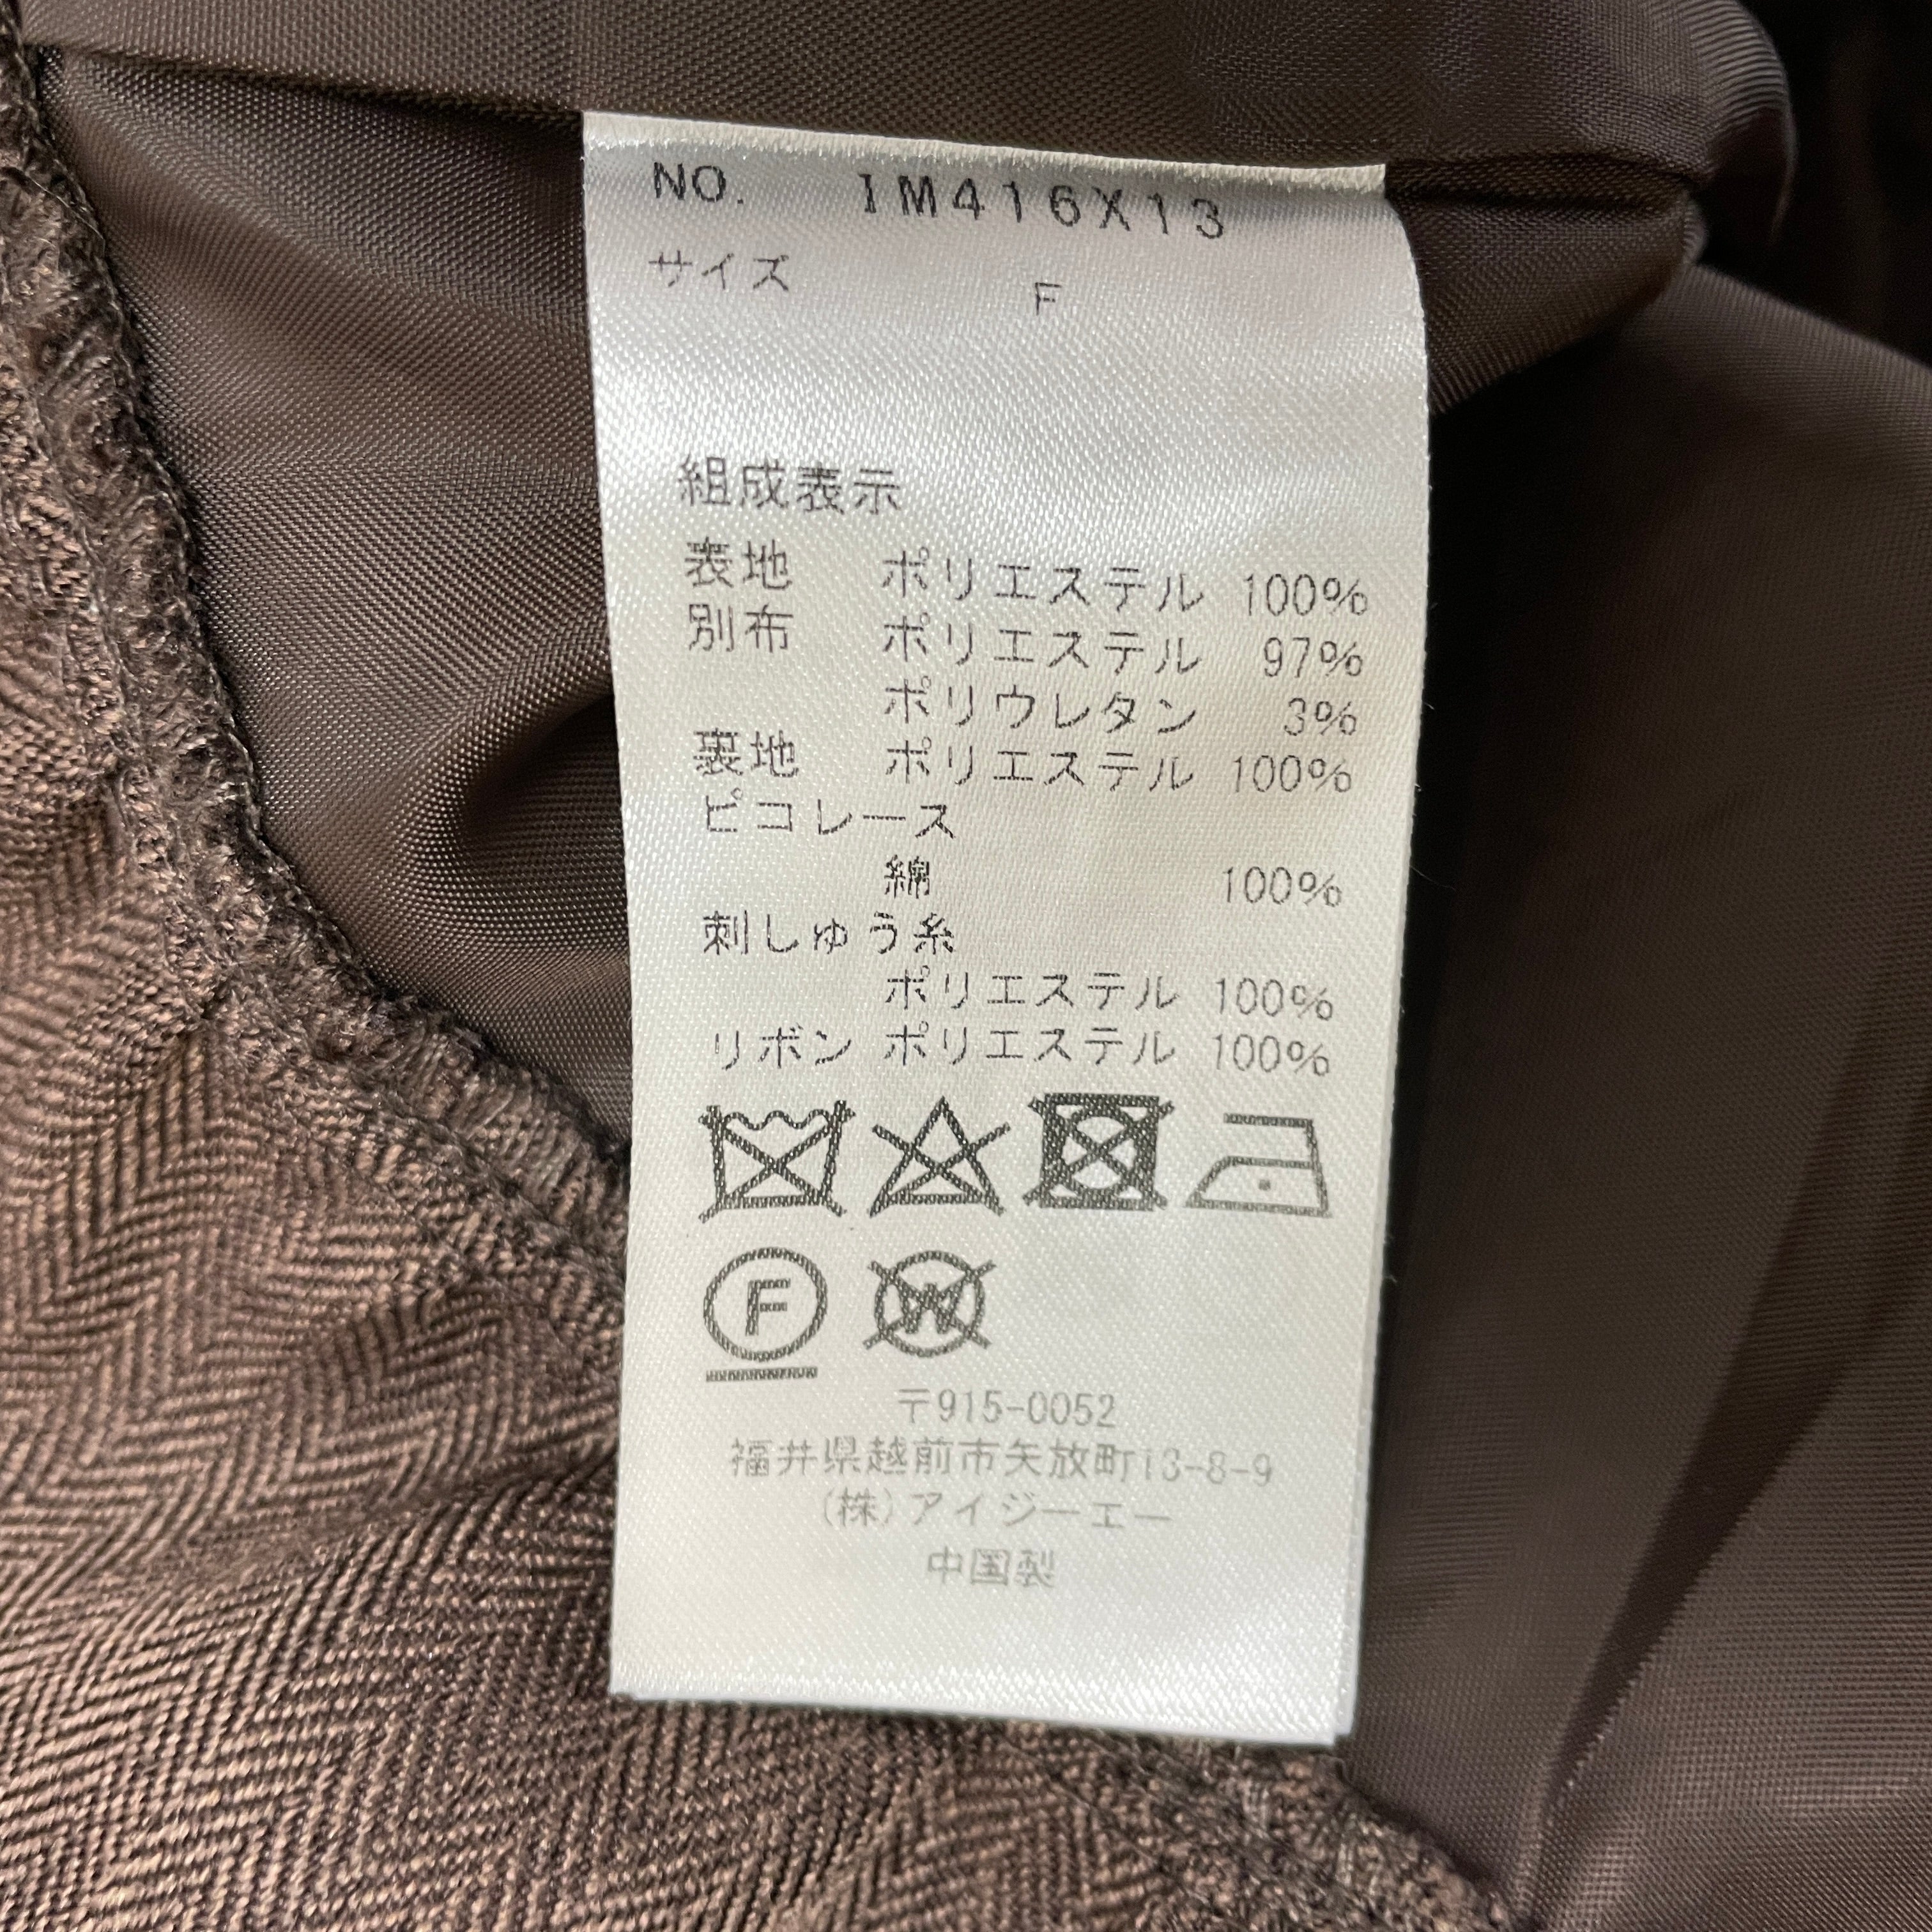 NO. IM416X13
サイズ F
組成表示
表地 ポリエステル 100%
別布 ポリエステル 97%
ポリウレタン 3%
裏地 ポリエステル 100%
ピコレース
綿 100%
刺しゅう糸
ポリエステル 100%
リボン ポリエステル 100%
F W
〒915-0052
福井県越前市矢放町13-8-9
(株)アイジーエー
中国製